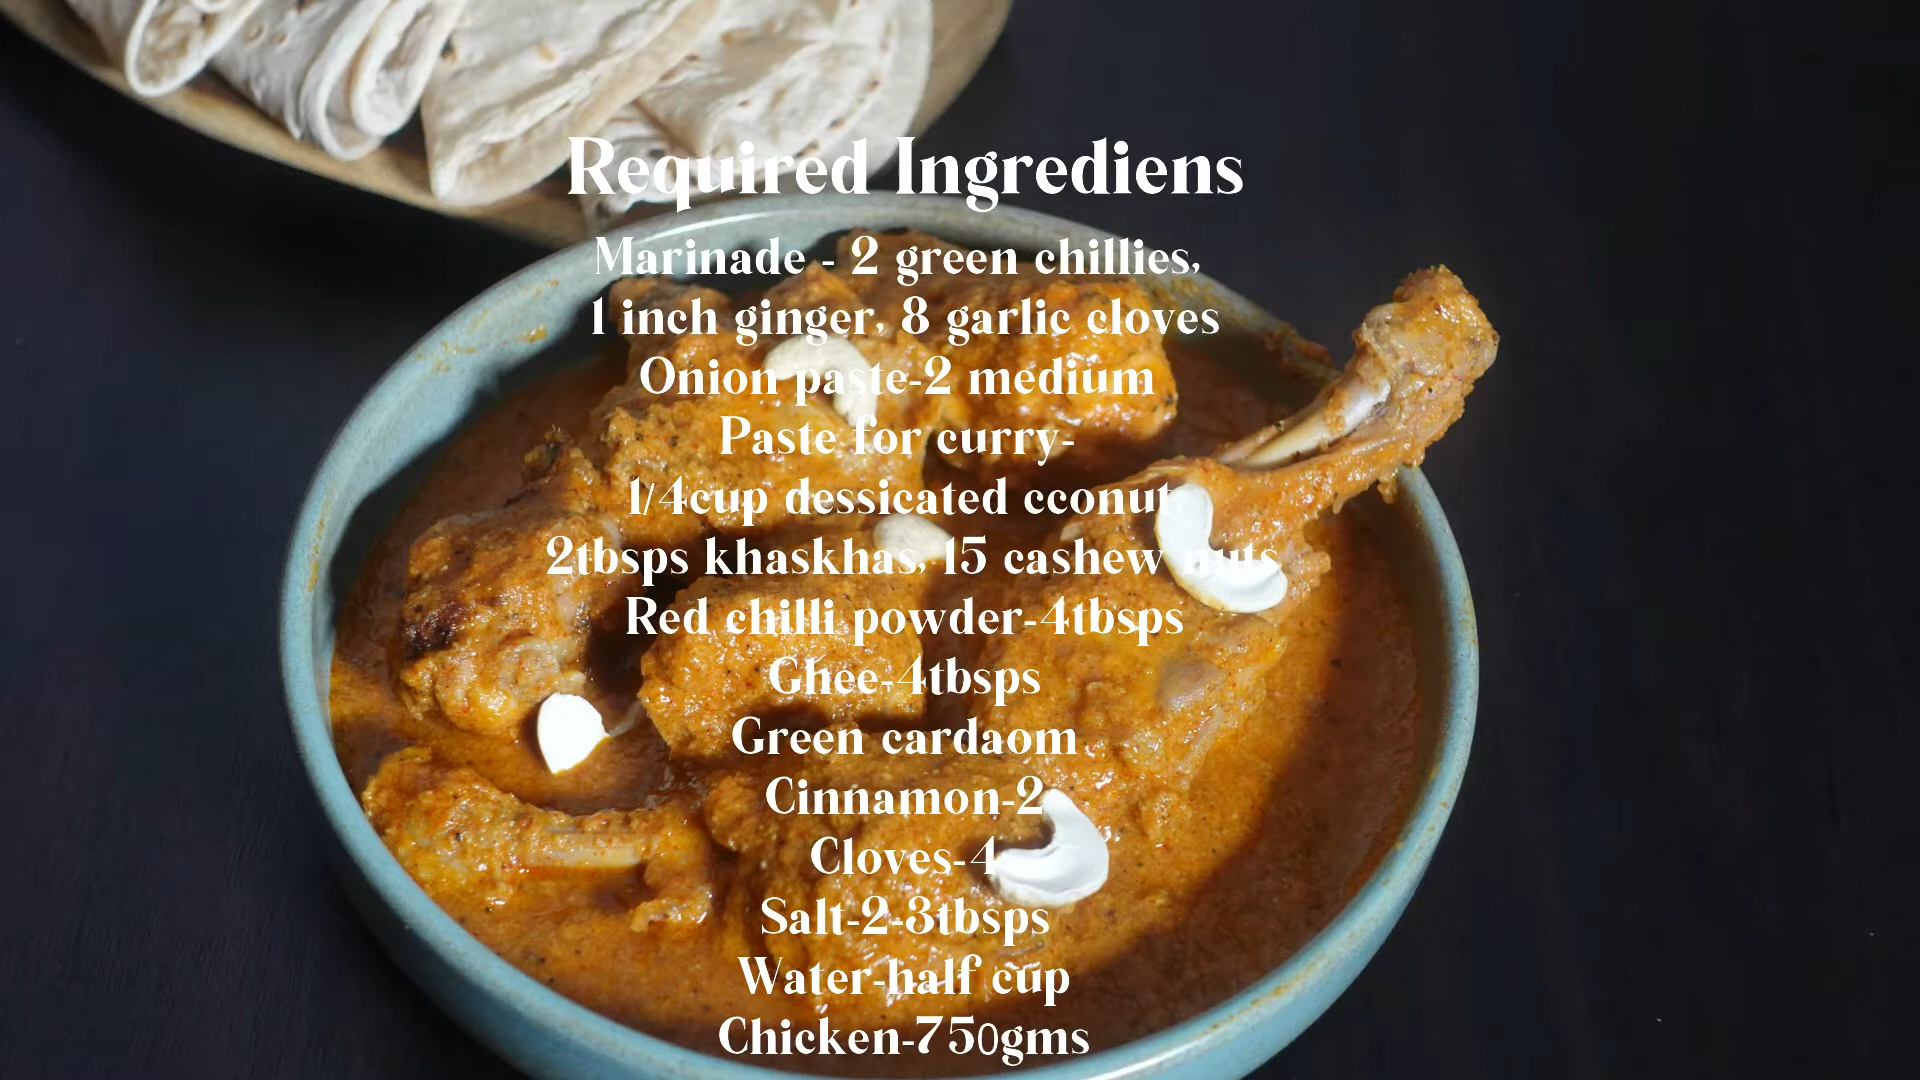 Required Ingrediens
Marinade - 2 green chillies,
1 inch ginger, 8 garlic cloves
Onion paste-2 medium
Paste for curry-
1/4cup dessicated cconut,
2tbsps khaskhas, 15 cashew nuts
Red chilli powder-4tbsps
Ghee-4tbsps
Green cardaom
Cinnamon-2
Cloves-4
Salt-2-3tbsps
Water-half cup
Chicken-750gms